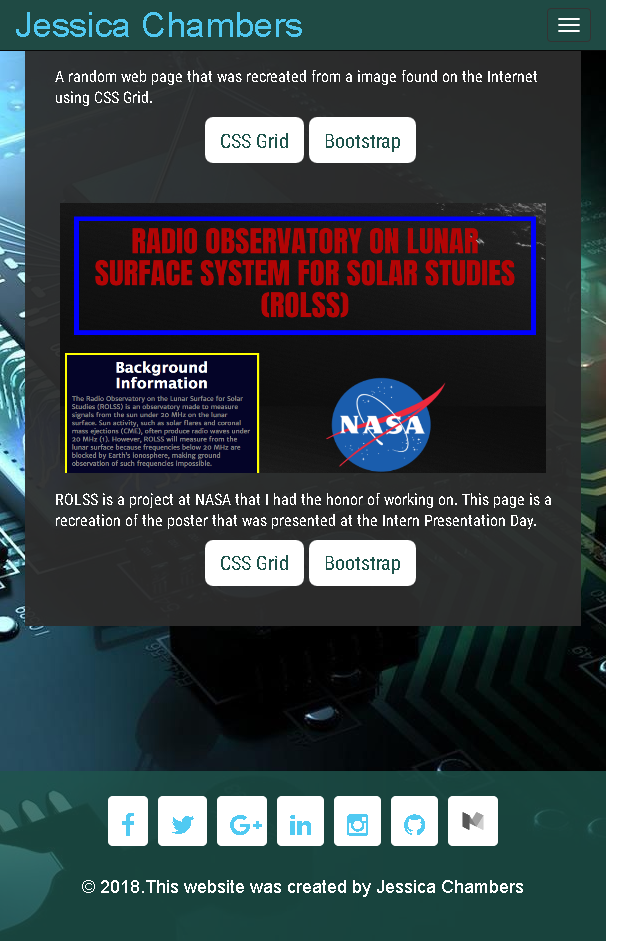 Jessica Chambers
A random web page that was recreated from a image found on the Internet
using CSS Grid.
CSS Grid Bootstrap
RADIO OBSERVATORY ON LUNAR
SURFACE SYSTEM FOR SOLAR STUDIES
(ROLSS)
Background
Information
The Radio Observatory on the Lunar Surface for Solar
Studies (ROLSS) is an observatory made to measure
signals from the sun under 20 MHz on the lunar
surface. Sun activity, such as solar flares and coronal
mass ejections (CME), often produce radio waves under
20 MHz (1). However, ROLSS will measure from the
lunar surface because frequencies below 20 MHz are
blocked by Earth's ionosphere, making ground
observation of such frequencies impossible.
NASA
ROLSS is a project at NASA that I had the honor of working on. This page is a
recreation of the poster that was presented at the Intern Presentation Day.
CSS Grid Bootstrap
© 2018.This website was created by Jessica Chambers